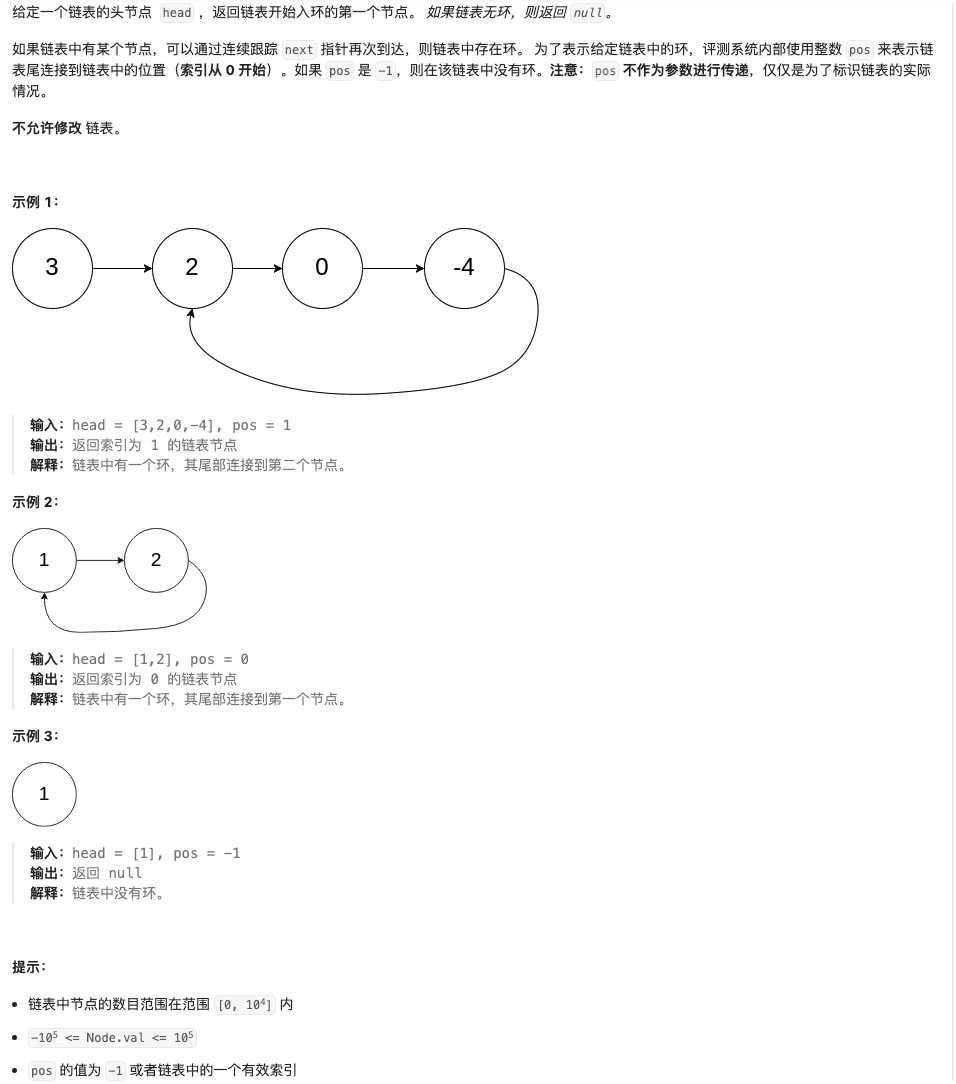 给定一个链表的头节点 head ，返回链表开始入环的第一个节点。 如果链表无环，则返回 null。
如果链表中有某个节点，可以通过连续跟踪 next 指针再次到达，则链表中存在环。 为了表示给定链表中的环，评测系统内部使用整数 pos 来表示链
表尾连接到链表中的位置（索引从 0 开始）。如果 pos 是 -1，则在该链表中没有环。注意：pos 不作为参数进行传递，仅仅是为了标识链表的实际
情况。
不允许修改 链表。
示例 1：
3 2 0 -4
输入：head = [3,2,0,-4], pos = 1
输出：返回索引为 1 的链表节点
解释：链表中有一个环，其尾部连接到第二个节点。
示例 2：
1 2
输入：head = [1,2], pos = 0
输出：返回索引为 0 的链表节点
解释：链表中有一个环，其尾部连接到第一个节点。
示例 3：
1
输入：head = [1], pos = -1
输出：返回 null
解释：链表中没有环。
提示：
• 链表中节点的数目范围在范围 [0, 10⁴] 内
• -10⁵ <= Node.val <= 10⁵
• pos 的值为 -1 或者链表中的一个有效索引